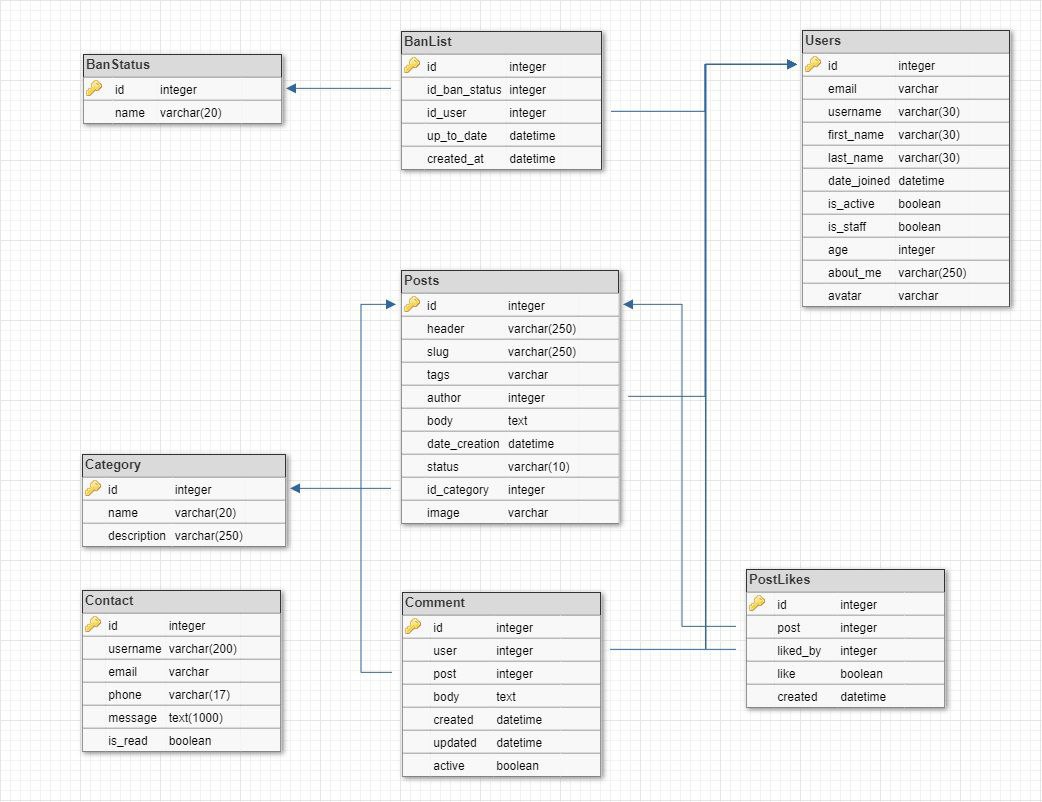 BanStatus
id integer
name varchar(20)
BanList
id integer
id_ban_status integer
id_user integer
up_to_date datetime
created_at datetime
Users
id integer
email varchar
username varchar(30)
first_name varchar(30)
last_name varchar(30)
date_joined datetime
is_active boolean
is_staff boolean
age integer
about_me varchar(250)
avatar varchar
Posts
id integer
header varchar(250)
slug varchar(250)
tags varchar
author integer
body text
date_creation datetime
status varchar(10)
id_category integer
image varchar
Category
id integer
name varchar(20)
description varchar(250)
Contact
id integer
username varchar(200)
email varchar
phone varchar(17)
message text(1000)
is_read boolean
Comment
id integer
user integer
post integer
body text
created datetime
updated datetime
active boolean
PostLikes
id integer
post integer
liked_by integer
like boolean
created datetime